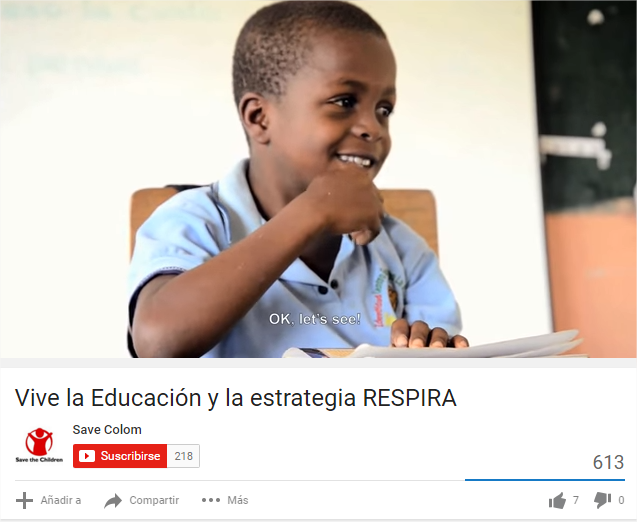 OK, let's see!
Vive la Educación y la estrategia RESPIRA
Save Colom
Save the Children
Suscribirse 218
613
Añadir a Compartir Más 7 0